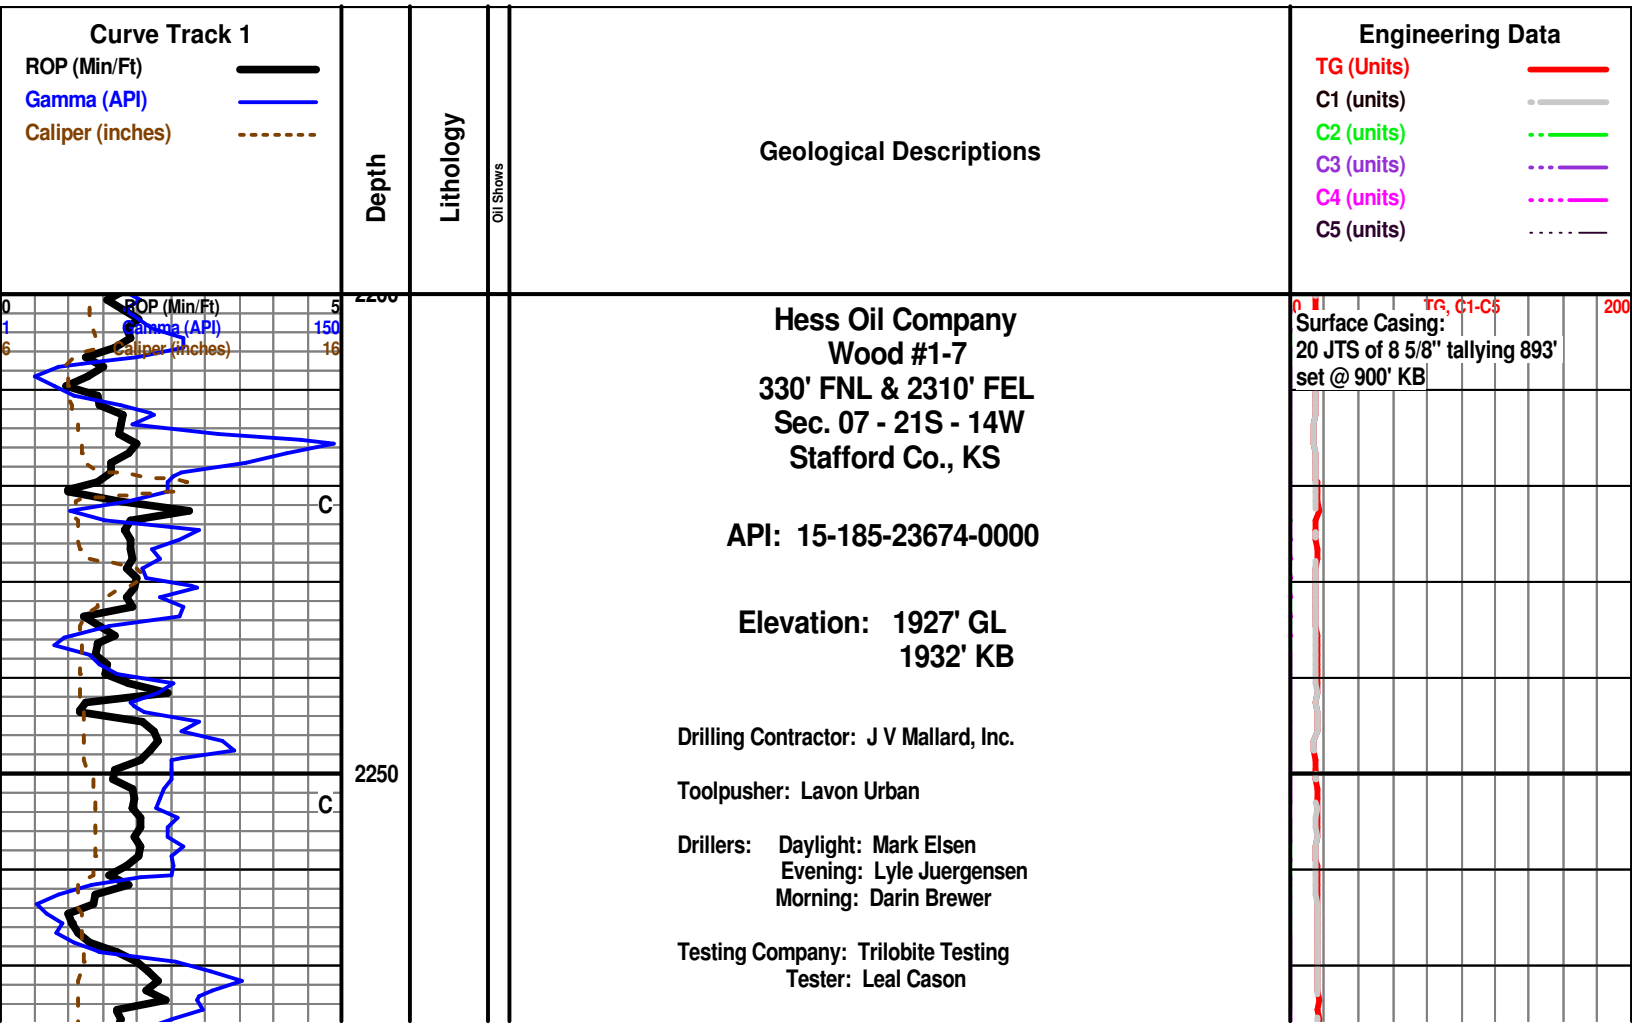 Curve Track 1
ROP (Min/Ft)
Gamma (API)
Caliper (inches)
Depth
Lithology
Oil Shows
Geological Descriptions
Engineering Data
TG (Units)
C1 (units)
C2 (units)
C3 (units)
C4 (units)
C5 (units)
0 ROP (Min/Ft) 5
1 Gamma (API) 150
6 Caliper (inches) 16
2200
0 TG, C1-C5 200
Surface Casing:
20 JTS of 8 5/8" tallying 893'
set @ 900' KB
Hess Oil Company
Wood #1-7
330' FNL & 2310' FEL
Sec. 07 - 21S - 14W
Stafford Co., KS
C
API: 15-185-23674-0000
Elevation: 1927' GL
1932' KB
Drilling Contractor: J V Mallard, Inc.
2250
Toolpusher: Lavon Urban
C
Drillers: Daylight: Mark Elsen
Evening: Lyle Juergensen
Morning: Darin Brewer
Testing Company: Trilobite Testing
Tester: Leal Cason